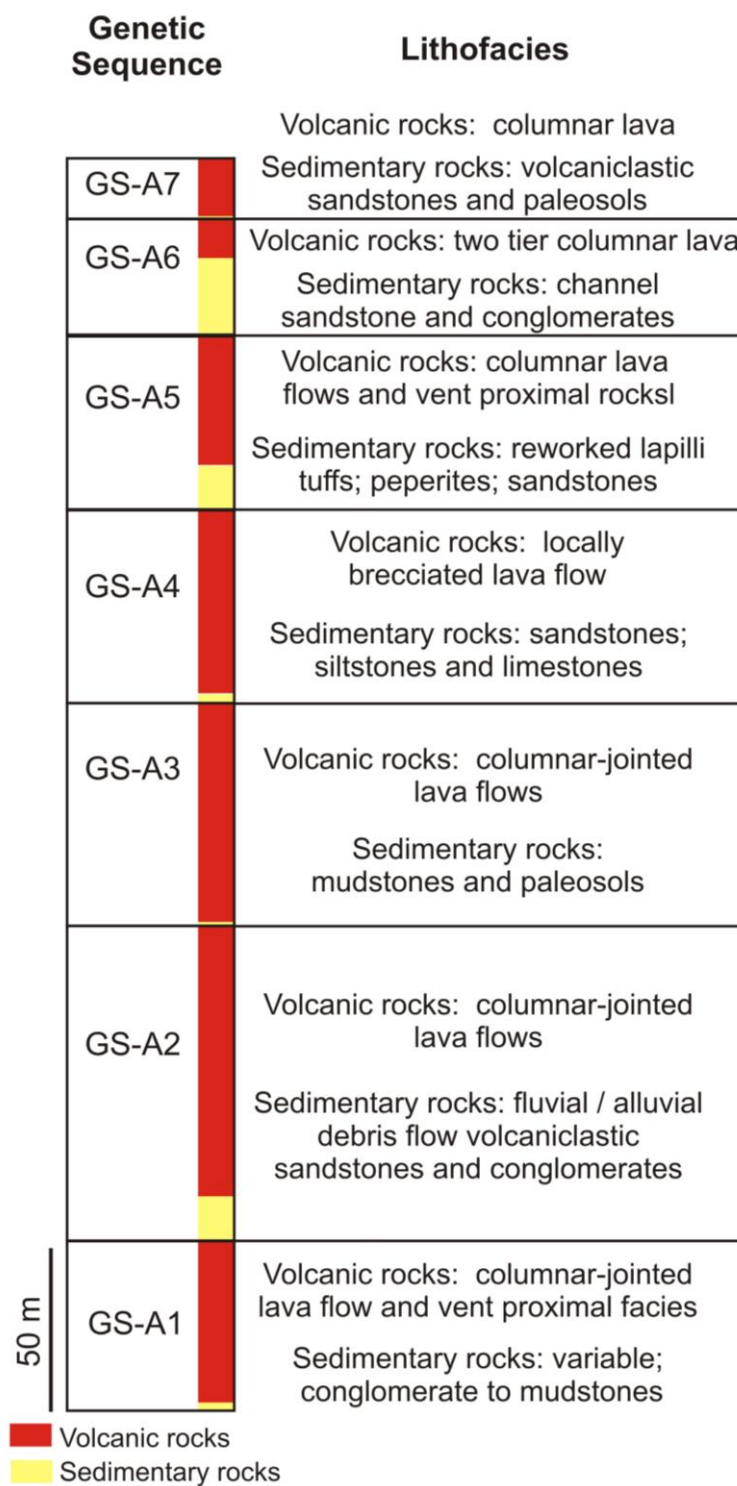 Genetic
Sequence
Lithofacies
Volcanic rocks: columnar lava
GS-A7
Sedimentary rocks: volcaniclastic
sandstones and paleosols
GS-A6
Volcanic rocks: two tier columnar lava
Sedimentary rocks: channel
sandstone and conglomerates
GS-A5
Volcanic rocks: columnar lava
flows and vent proximal rocksl
Sedimentary rocks: reworked lapilli
tuffs; peperites; sandstones
GS-A4
Volcanic rocks: locally
brecciated lava flow
Sedimentary rocks: sandstones;
siltstones and limestones
GS-A3
Volcanic rocks: columnar-jointed
lava flows
Sedimentary rocks:
mudstones and paleosols
GS-A2
Volcanic rocks: columnar-jointed
lava flows
Sedimentary rocks: fluvial / alluvial
debris flow volcaniclastic
sandstones and conglomerates
GS-A1
Volcanic rocks: columnar-jointed
lava flow and vent proximal facies
Sedimentary rocks: variable;
conglomerate to mudstones
50 m
Volcanic rocks
Sedimentary rocks